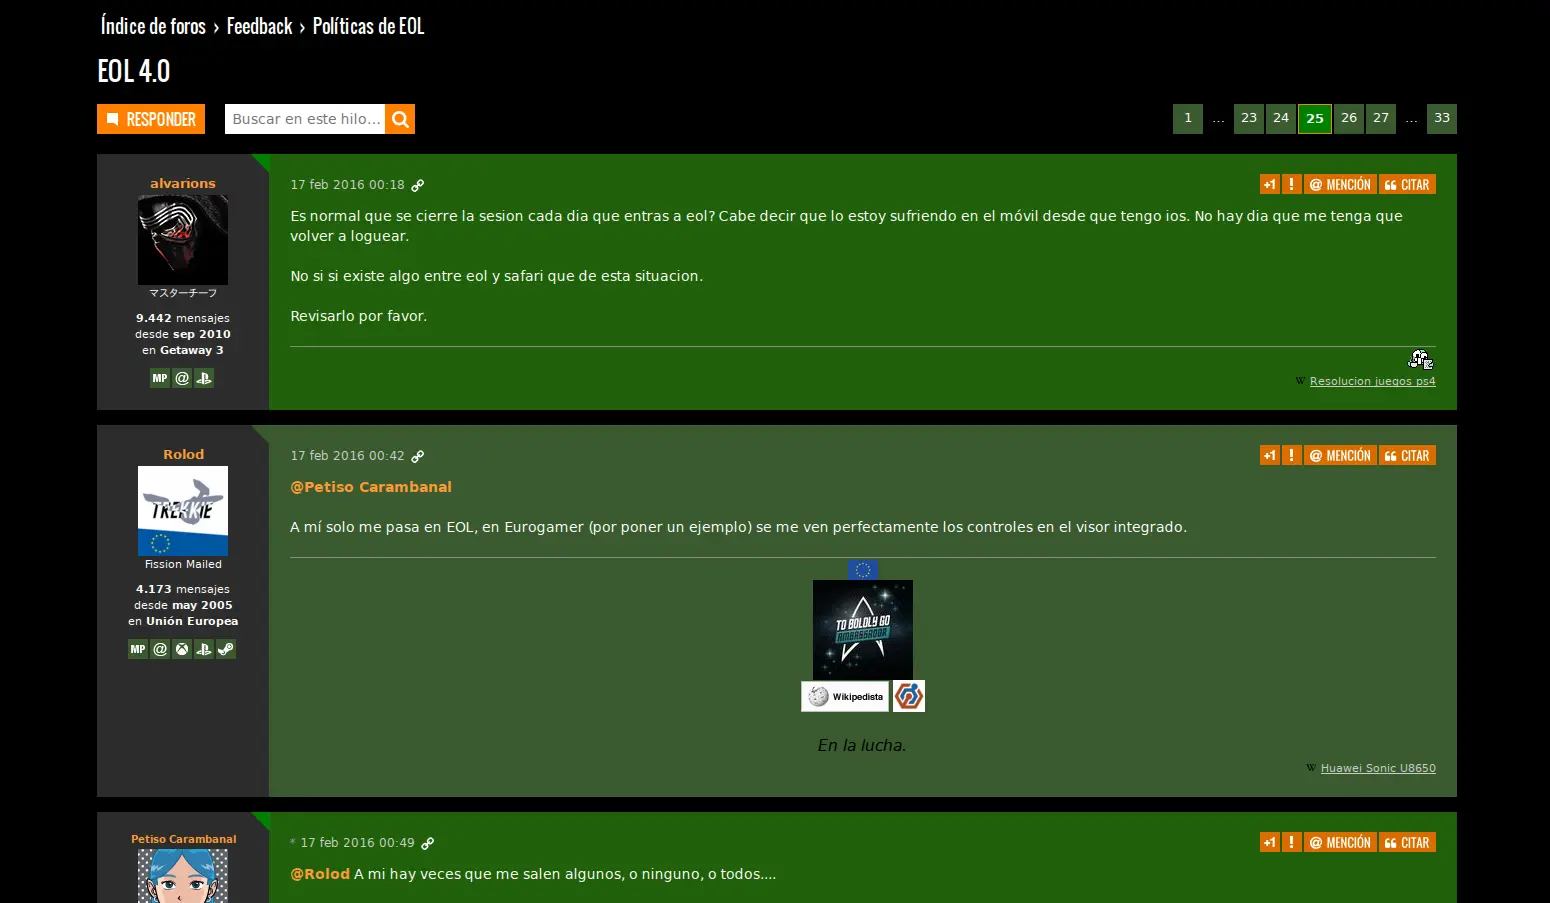 Índice de foros › Feedback › Políticas de EOL
EOL 4.0
RESPONDER
Buscar en este hilo...
1 ... 23 24 25 26 27 ... 33
alvarions
マスターチーフ
9.442 mensajes
desde sep 2010
en Getaway 3
MP @
17 feb 2016 00:18
+1 ! @ MENCIÓN CITAR
Es normal que se cierre la sesion cada dia que entras a eol? Cabe decir que lo estoy sufriendo en el móvil desde que tengo ios. No hay dia que me tenga que
volver a loguear.
No si si existe algo entre eol y safari que de esta situacion.
Revisarlo por favor.
W Resolucion juegos ps4
Rolod
TREKKIE
Fission Mailed
4.173 mensajes
desde may 2005
en Unión Europea
MP @
17 feb 2016 00:42
+1 ! @ MENCIÓN CITAR
@Petiso Carambanal
A mí solo me pasa en EOL, en Eurogamer (por poner un ejemplo) se me ven perfectamente los controles en el visor integrado.
TO BOLDLY GO
AMBASSADOR
Wikipedista
En la lucha.
W Huawei Sonic U8650
Petiso Carambanal
* 17 feb 2016 00:49
+1 ! @ MENCIÓN CITAR
@Rolod A mi hay veces que me salen algunos, o ninguno, o todos....